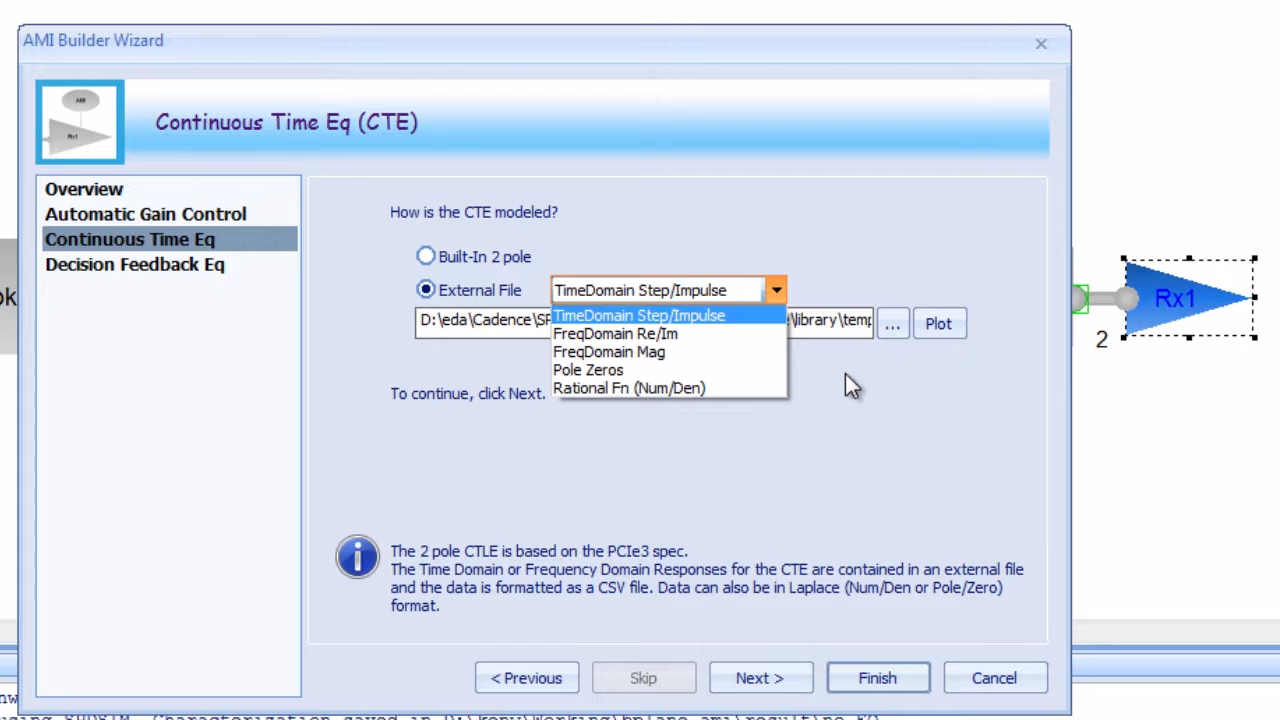 AMI Builder Wizard
AMI
Rx1
Continuous Time Eq (CTE)
Overview
Automatic Gain Control
Continuous Time Eq
Decision Feedback Eq
How is the CTE modeled?
Built-In 2 pole
External File
TimeDomain Step/Impulse
TimeDomain Step/Impulse
FreqDomain Re/Im
FreqDomain Mag
Pole Zeros
Rational Fn (Num/Den)
D:\eda\Cadence\SP \library\temp
...
Plot
To continue, click Next.
The 2 pole CTLE is based on the PCIe3 spec.
The Time Domain or Frequency Domain Responses for the CTE are contained in an external file
and the data is formatted as a CSV file. Data can also be in Laplace (Num/Den or Pole/Zero)
format.
< Previous
Skip
Next >
Finish
Cancel
Rx1
2